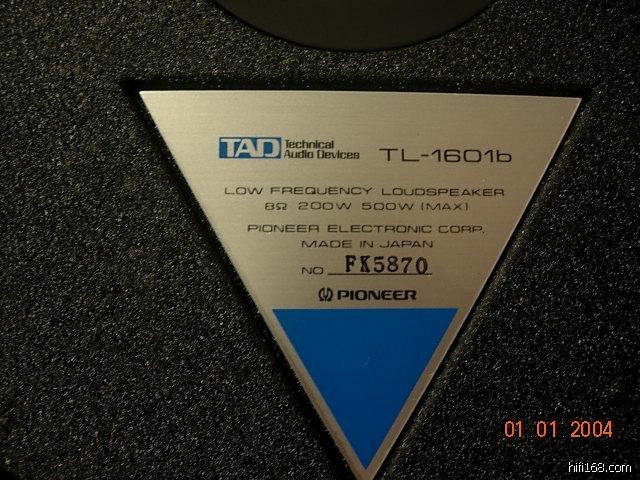 TAD Technical Audio Devices TL-1601b
LOW FREQUENCY LOUDSPEAKER
8Ω 200W 500W (MAX)
PIONEER ELECTRONIC CORP.
MADE IN JAPAN
NO FK5870
PIONEER
01 01 2004
hifi168.com